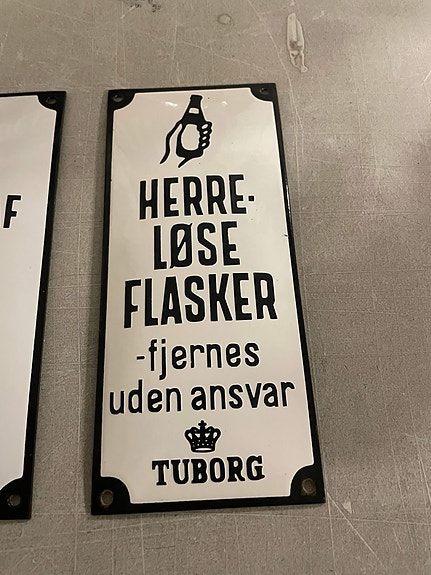 F
HERRE-
LØSE
FLASKER
-fjernes
uden ansvar
TUBORG